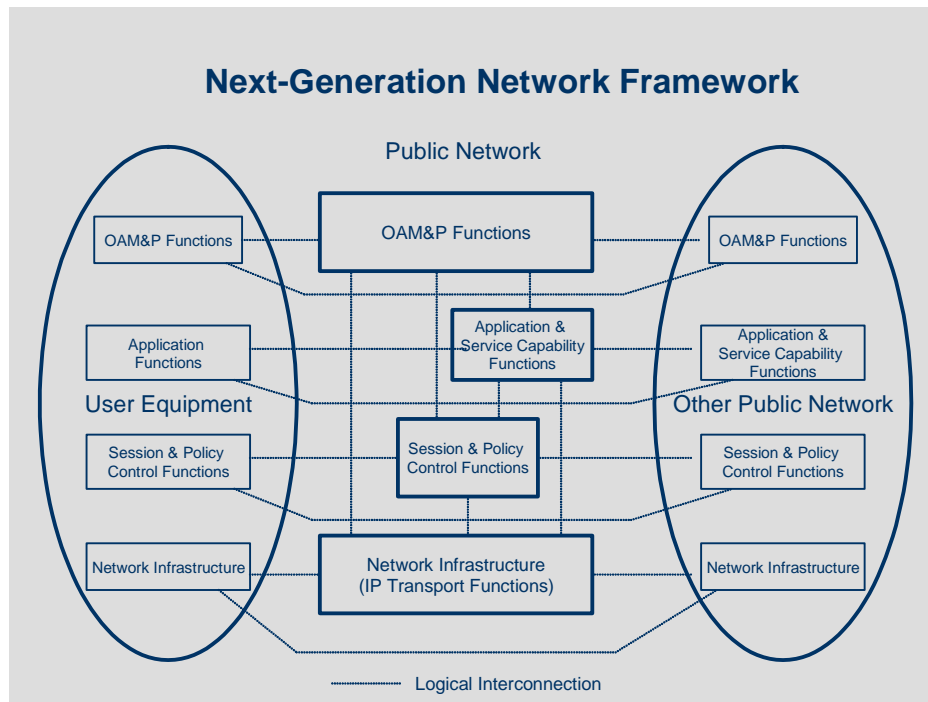 Next-Generation Network Framework
Public Network
OAM&P Functions
OAM&P Functions
OAM&P Functions
Application
Functions
Application &
Service Capability
Functions
Application &
Service Capability
Functions
User Equipment
Other Public Network
Session & Policy
Control Functions
Session & Policy
Control Functions
Session & Policy
Control Functions
Network Infrastructure
Network Infrastructure
(IP Transport Functions)
Network Infrastructure
Logical Interconnection